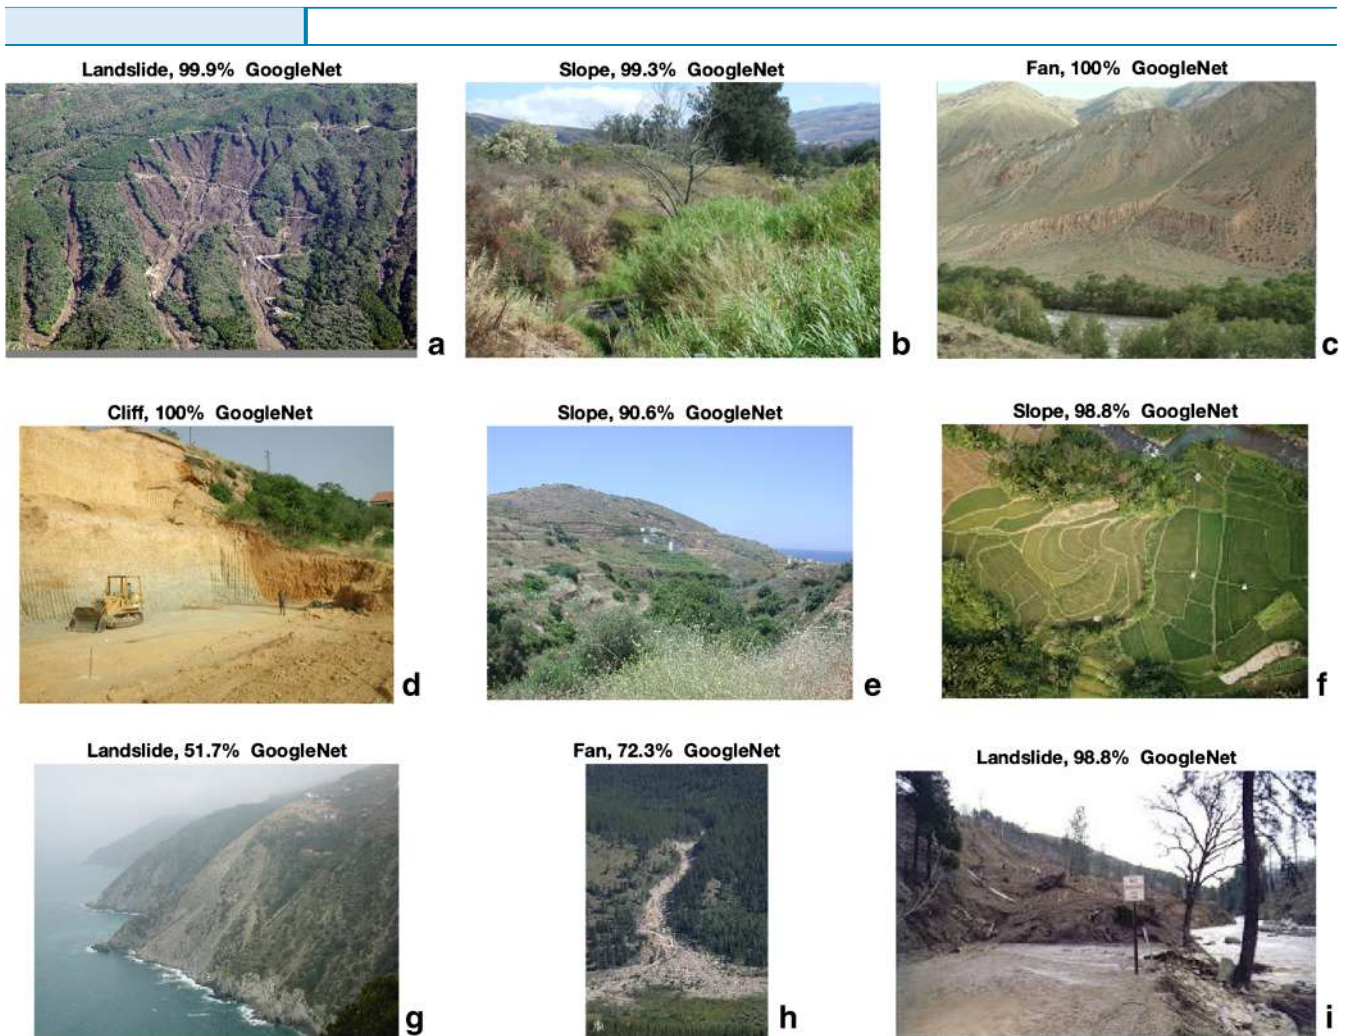 Landslide, 99.9% GoogleNet
Slope, 99.3% GoogleNet
Fan, 100% GoogleNet
a
b
c
Cliff, 100% GoogleNet
Slope, 90.6% GoogleNet
Slope, 98.8% GoogleNet
d
e
f
Landslide, 51.7% GoogleNet
Fan, 72.3% GoogleNet
Landslide, 98.8% GoogleNet
g
h
i